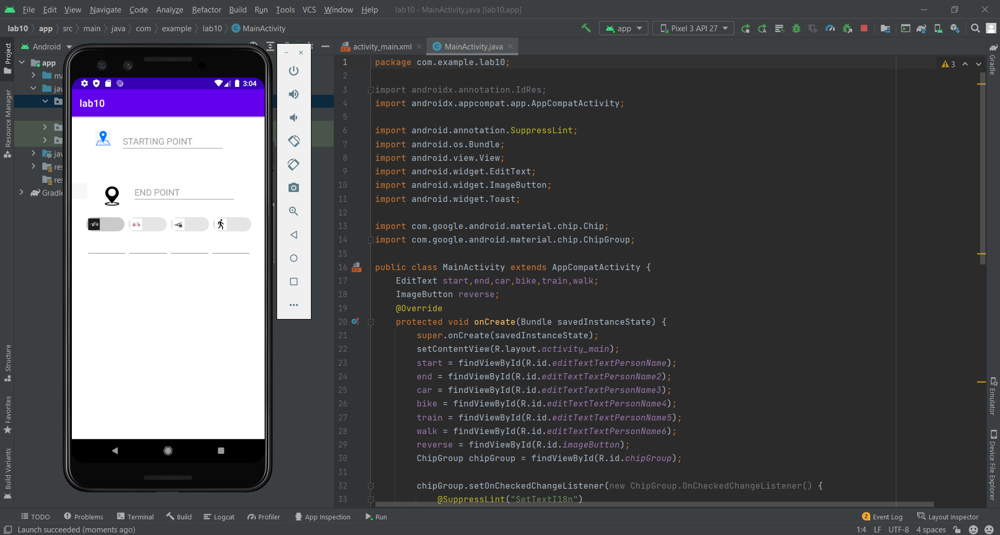 File Edit View Navigate Code Analyze Refactor Build Run Tools VCS Window Help lab10 - MainActivity.java [lab10.app]
lab10 app src main java com example lab10 MainActivity app Pixel 3 API 27
Project
Resource Manager
Structure
Favorites
Build Variants
Android
app
ma
jav
jav
res
res
Gradle
3:04
lab10
STARTING POINT
END POINT
activity_main.xml MainActivity.java
3
1 package com.example.lab10;
2
3 import androidx.annotation.IdRes;
4 import androidx.appcompat.app.AppCompatActivity;
5
6 import android.annotation.SuppressLint;
7 import android.os.Bundle;
8 import android.view.View;
9 import android.widget.EditText;
10 import android.widget.ImageButton;
11 import android.widget.Toast;
12
13 import com.google.android.material.chip.Chip;
14 import com.google.android.material.chip.ChipGroup;
15
16 public class MainActivity extends AppCompatActivity {
17 EditText start,end,car,bike,train,walk;
18 ImageButton reverse;
19 @Override
20 protected void onCreate(Bundle savedInstanceState) {
21 super.onCreate(savedInstanceState);
22 setContentView(R.layout.activity_main);
23 start = findViewById(R.id.editTextTextPersonName);
24 end = findViewById(R.id.editTextTextPersonName2);
25 car = findViewById(R.id.editTextTextPersonName3);
26 bike = findViewById(R.id.editTextTextPersonName4);
27 train = findViewById(R.id.editTextTextPersonName5);
28 walk = findViewById(R.id.editTextTextPersonName6);
29 reverse = findViewById(R.id.imageButton);
30 ChipGroup chipGroup = findViewById(R.id.chipGroup);
31
32 chipGroup.setOnCheckedChangeListener(new ChipGroup.OnCheckedChangeListener() {
33 @SuppressLint("SetTextI18n")
Gradle
Emulator
Device File Explorer
TODO Problems Terminal Build Logcat Profiler App Inspection Run 2 Event Log Layout Inspector
Launch succeeded (moments ago) 1:4 LF UTF-8 4 spaces